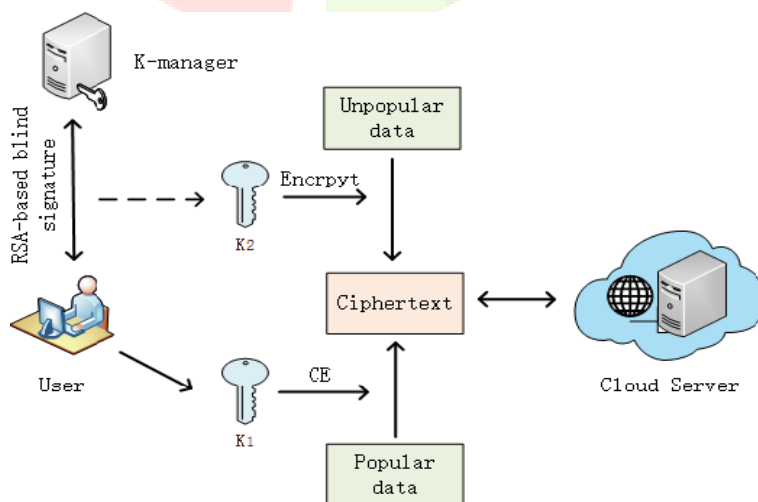 K-manager
RSA-based blind
signature
Unpopular
data
Encrpyt
K2
Ciphertext
User
CE
K1
Cloud Server
Popular
data